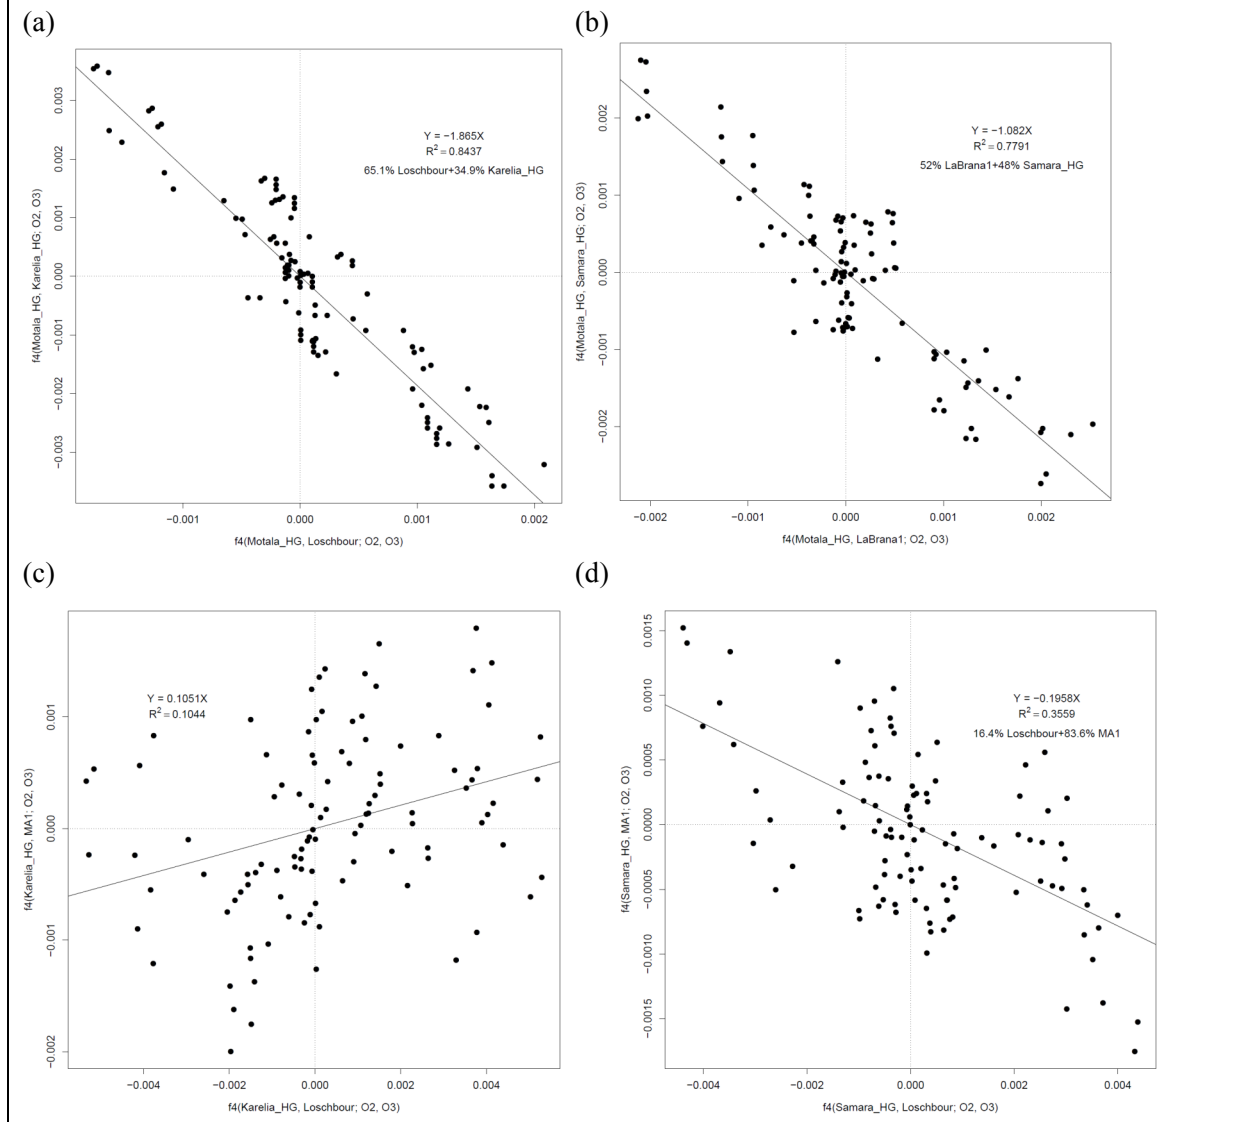 (a)
Y = −1.865X
R² = 0.8437
65.1% Loschbour+34.9% Karelia_HG
f4(Motala_HG, Karelia_HG; O2, O3)
0.003
0.002
0.001
0.000
−0.001
−0.002
−0.003
−0.001 0.000 0.001 0.002
f4(Motala_HG, Loschbour; O2, O3)
(b)
Y = −1.082X
R² = 0.7791
52% LaBrana1+48% Samara_HG
f4(Motala_HG, Samara_HG; O2, O3)
0.002
0.001
0.000
−0.001
−0.002
−0.002 −0.001 0.000 0.001 0.002
f4(Motala_HG, LaBrana1; O2, O3)
(c)
Y = 0.1051X
R² = 0.1044
f4(Karelia_HG, MA1; O2, O3)
0.001
0.000
−0.001
−0.002
−0.004 −0.002 0.000 0.002 0.004
f4(Karelia_HG, Loschbour; O2, O3)
(d)
Y = −0.1958X
R² = 0.3559
16.4% Loschbour+83.6% MA1
f4(Samara_HG, MA1; O2, O3)
0.0015
0.0010
0.0005
0.0000
−0.0005
−0.0010
−0.0015
−0.004 −0.002 0.000 0.002 0.004
f4(Samara_HG, Loschbour; O2, O3)